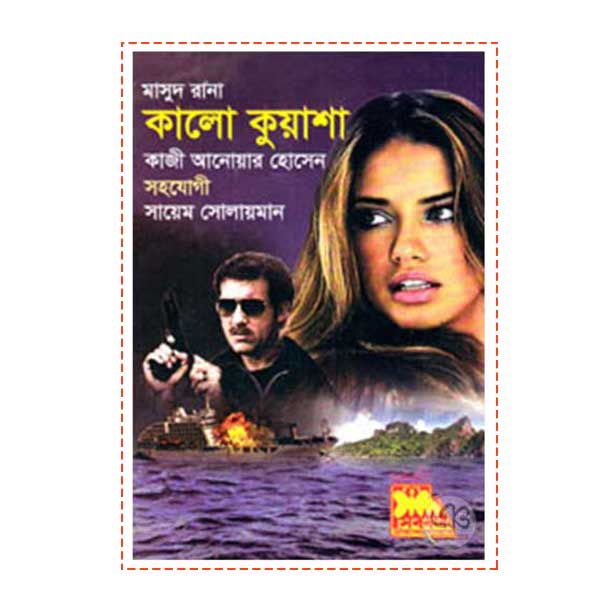 মাসুদ রানা
কালো কুয়াশা
কাজী আনোয়ার হোসেন
সহযোগী
সায়েম সোলায়মান